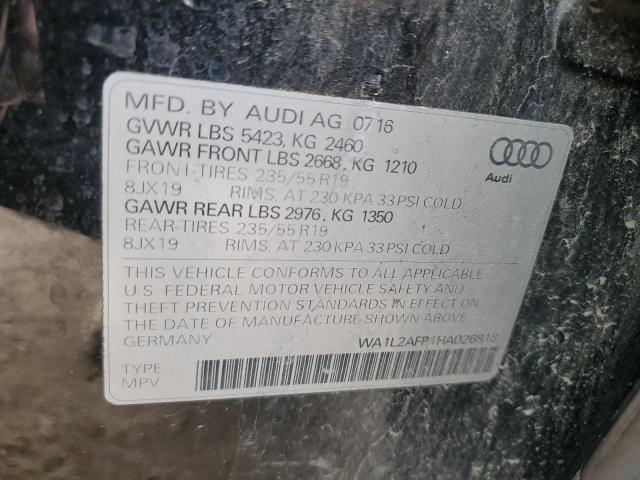 MFD. BY AUDI AG 0716
GVWR LBS 5423, KG 2460
GAWR FRONT LBS 2668, KG 1210
FRONT-TIRES 235/55 R19
8JX19 RIMS, AT 230 KPA 33 PSI COLD
GAWR REAR LBS 2976, KG 1350
REAR-TIRES 235/55 R19
8JX19 RIMS, AT 230 KPA 33 PSI COLD
Audi
THIS VEHICLE CONFORMS TO ALL APPLICABLE
U.S. FEDERAL MOTOR VEHICLE SAFETY AND
THEFT PREVENTION STANDARDS IN EFFECT ON
THE DATE OF MANUFACTURE SHOWN ABOVE
GERMANY WA1L2AFP1HA026818
TYPE:
MPV